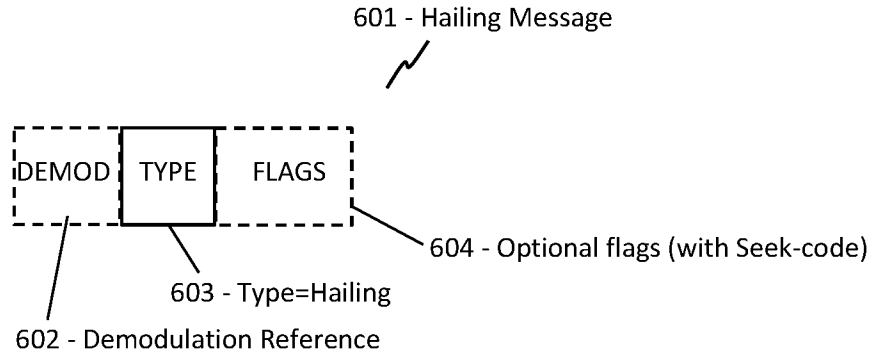 601 - Hailing Message
DEMOD TYPE FLAGS
604 - Optional flags (with Seek-code)
603 - Type=Hailing
602 - Demodulation Reference